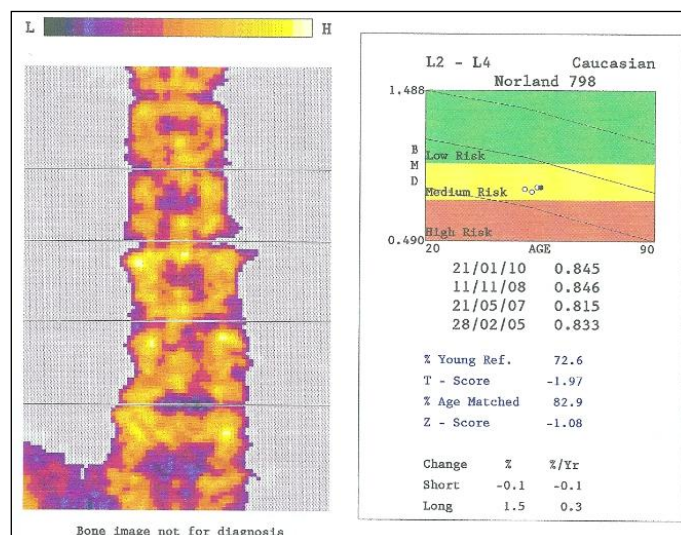 L H
Bone image not for diagnosis
L2 - L4 Caucasian
Norland 798
1.488
B
Low Risk
M
D
Medium Risk
High Risk
0.490
20 AGE 90
21/01/10 0.845
11/11/08 0.846
21/05/07 0.815
28/02/05 0.833
% Young Ref. 72.6
T - Score -1.97
% Age Matched 82.9
Z - Score -1.08
Change % %/Yr
Short -0.1 -0.1
Long 1.5 0.3